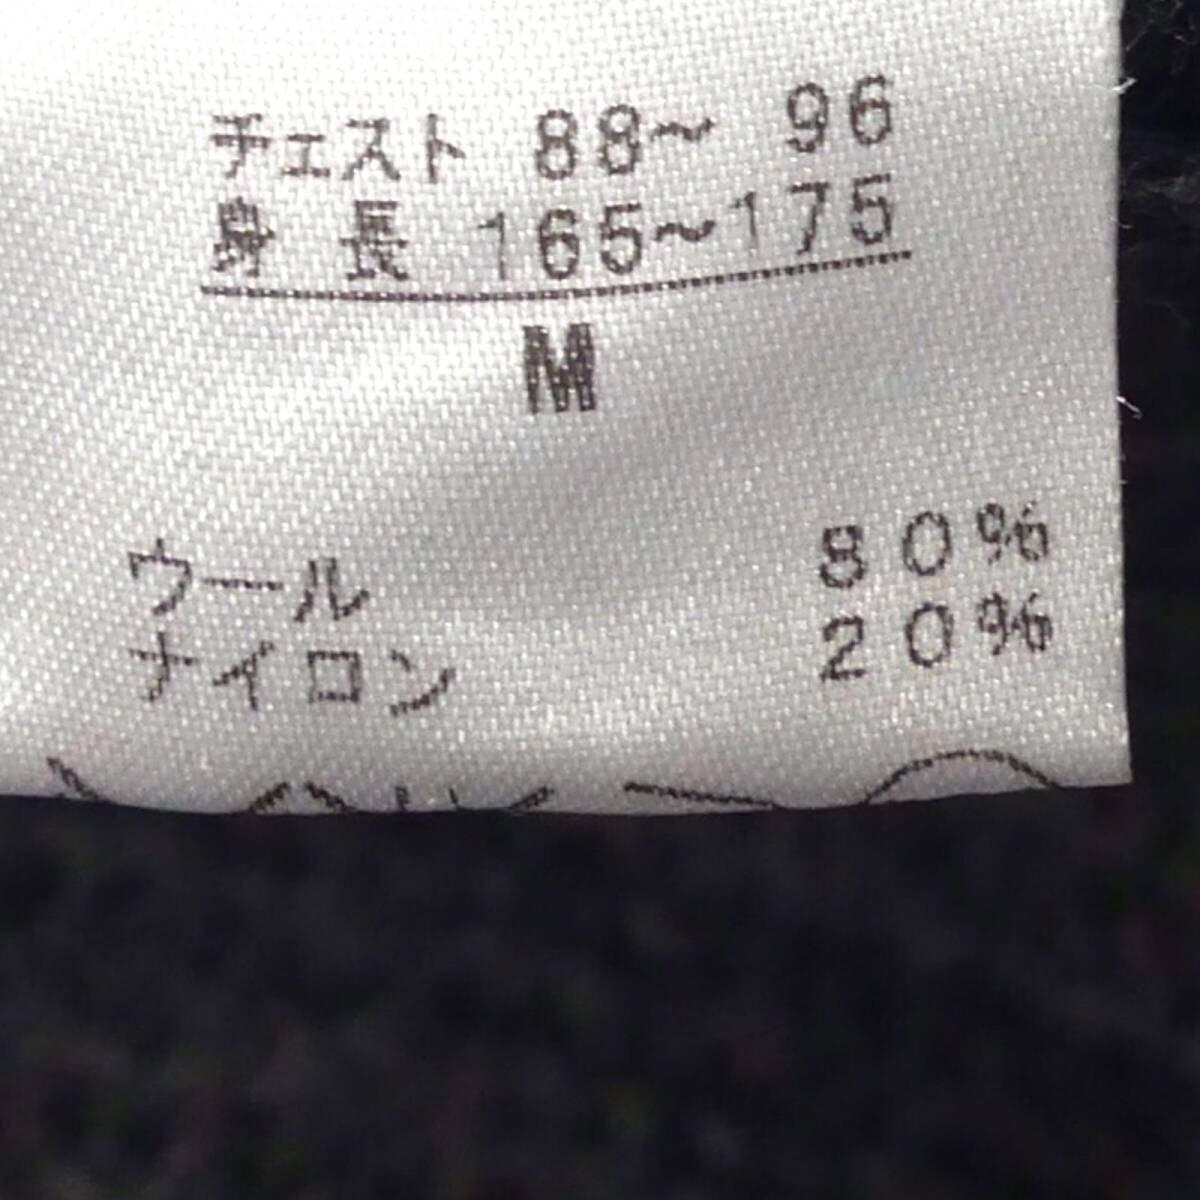 チェスト 88～ 96
身 長 165～175
M
ウール 80%
ナイロン 20%